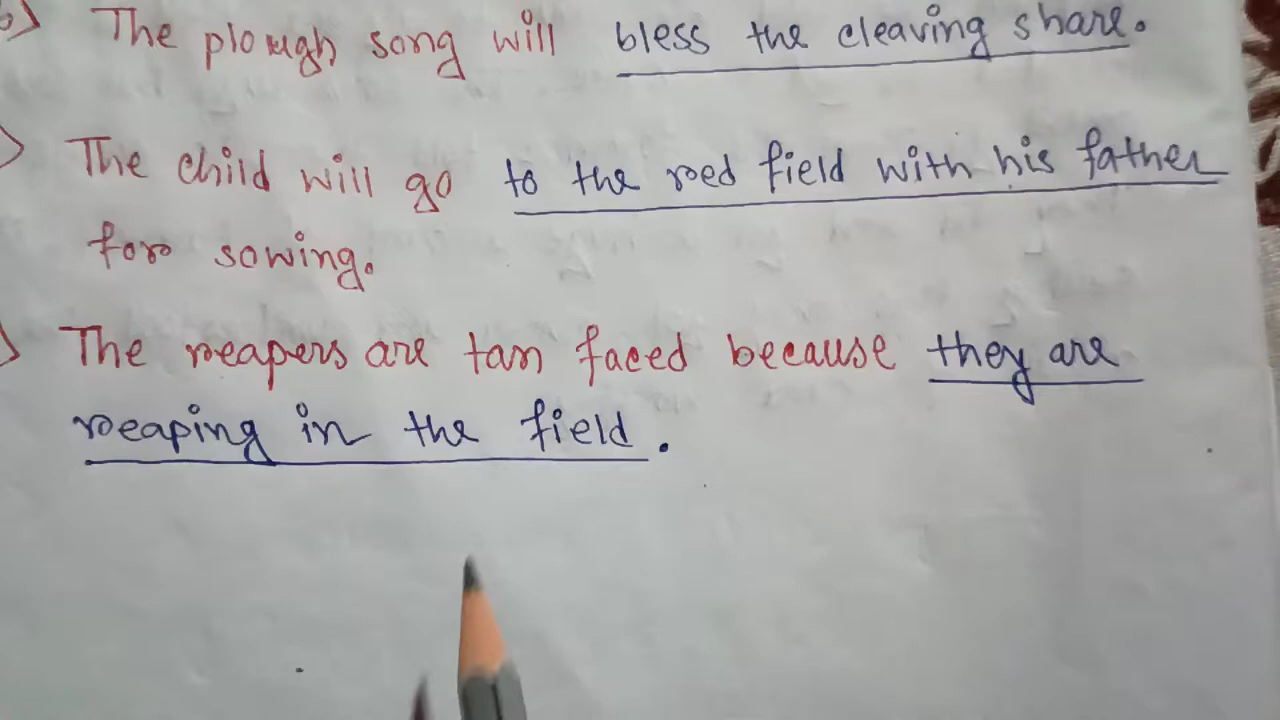 b) The plough song will bless the cleaving share.
) The child will go to the red field with his father
for sowing.
) The reapers are tan faced because they are
reaping in the field.